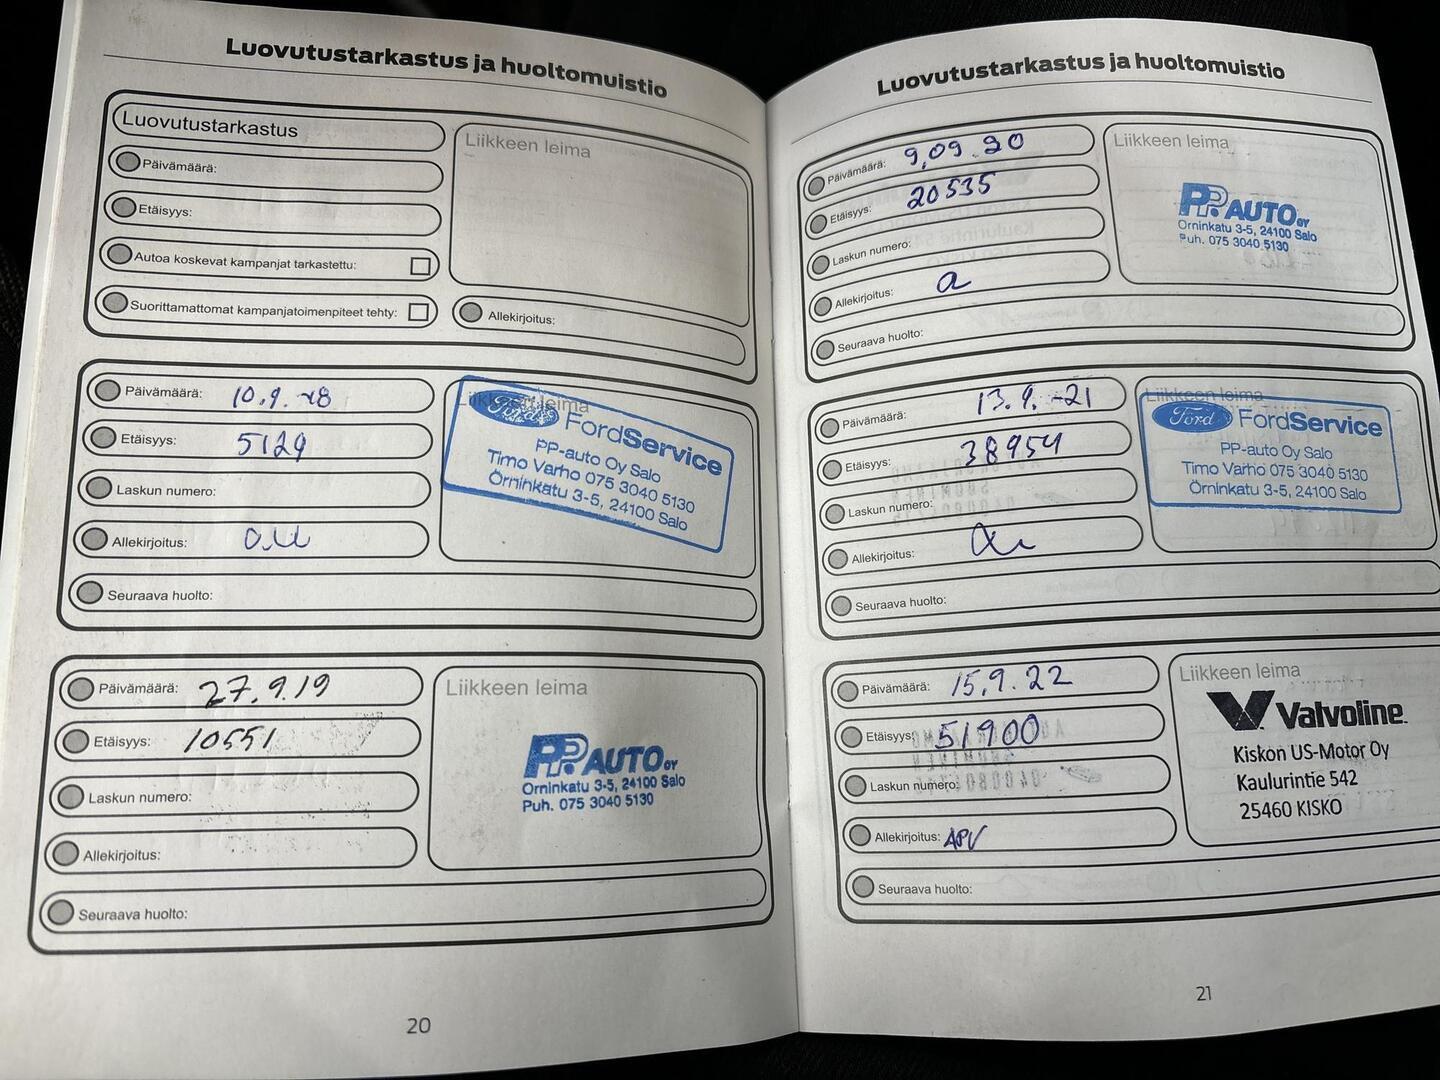 Luovutustarkastus ja huoltomuistio
Luovutustarkastus
Päivämäärä:
Etäisyys:
Autoa koskevat kampanjat tarkastettu:
Suorittamattomat kampanjatoimenpiteet tehty:
Liikkeen leima
Allekirjoitus:
Päivämäärä: 10.9.-18
Etäisyys: 5129
Laskun numero:
Allekirjoitus:
Seuraava huolto:
Liikkeen leima
Ford FordService
PP-auto Oy Salo
Timo Varho 075 3040 5130
Örninkatu 3-5, 24100 Salo
Päivämäärä: 27.9.19
Etäisyys: 10551
Laskun numero:
Allekirjoitus:
Seuraava huolto:
Liikkeen leima
PP.AUTO OY
Örninkatu 3-5, 24100 Salo
Puh. 075 3040 5130
20
Luovutustarkastus ja huoltomuistio
Päivämäärä: 9.09.20
Etäisyys: 20535
Laskun numero:
Allekirjoitus:
Seuraava huolto:
Liikkeen leima
PP.AUTO OY
Örninkatu 3-5, 24100 Salo
Puh. 075 3040 5130
Päivämäärä: 13.9.-21
Etäisyys: 38954
Laskun numero:
Allekirjoitus:
Seuraava huolto:
Liikkeen leima
Ford FordService
PP-auto Oy Salo
Timo Varho 075 3040 5130
Örninkatu 3-5, 24100 Salo
Päivämäärä: 15.9.22
Etäisyys: 51900
Laskun numero:
Allekirjoitus: APV
Seuraava huolto:
Liikkeen leima
Valvoline
Kiskon US-Motor Oy
Kaulurintie 542
25460 KISKO
21